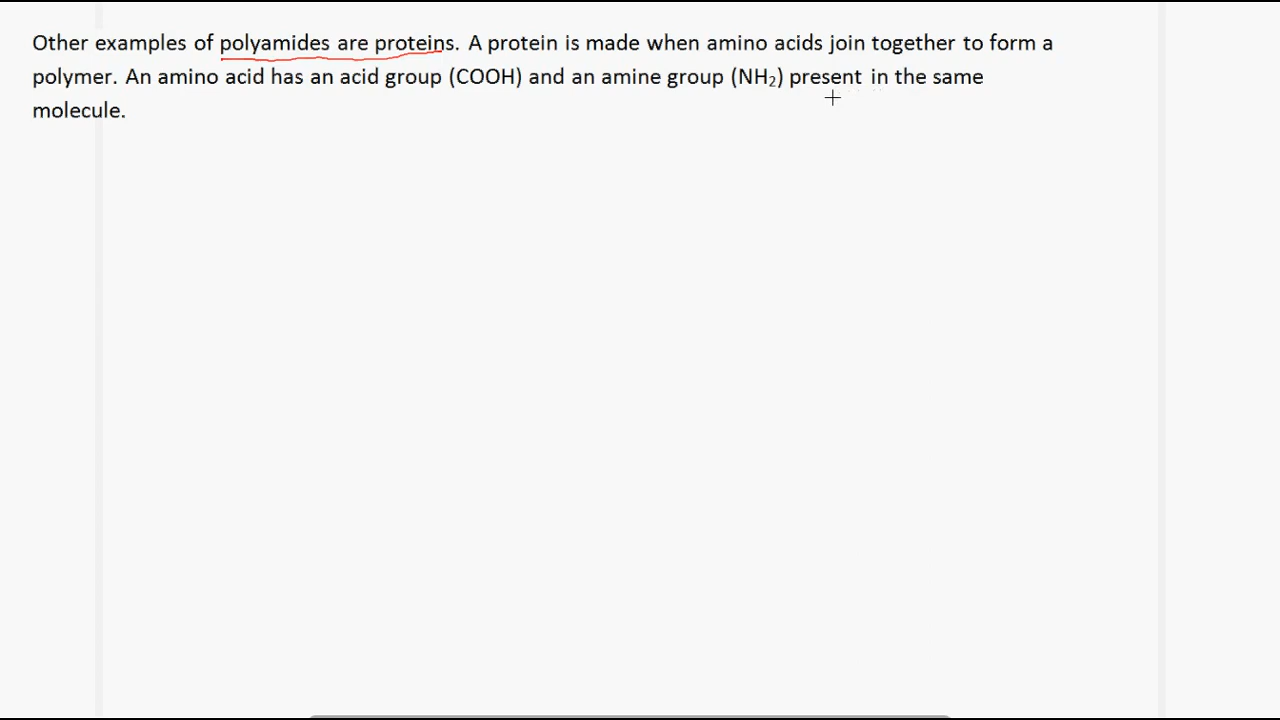 Other examples of polyamides are proteins. A protein is made when amino acids join together to form a
polymer. An amino acid has an acid group (COOH) and an amine group (NH₂) present in the same
molecule.